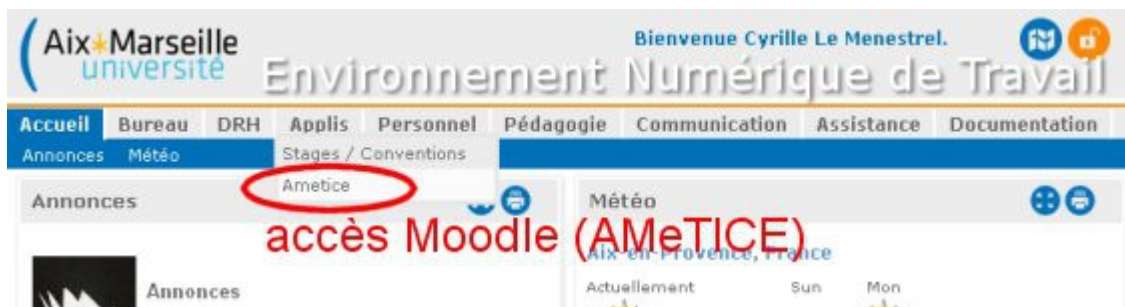 Aix*Marseille
université
Bienvenue Cyrille Le Menestrel.
Environnement Numérique de Travail
Accueil Bureau DRH Applis Personnel Pédagogie Communication Assistance Documentation
Annonces Météo
Stages / Conventions
Ametice
Annonces
Météo
accès Moodle (AMeTICE)
Aix-en-Provence, France
Annonces
Actuellement Sun Mon